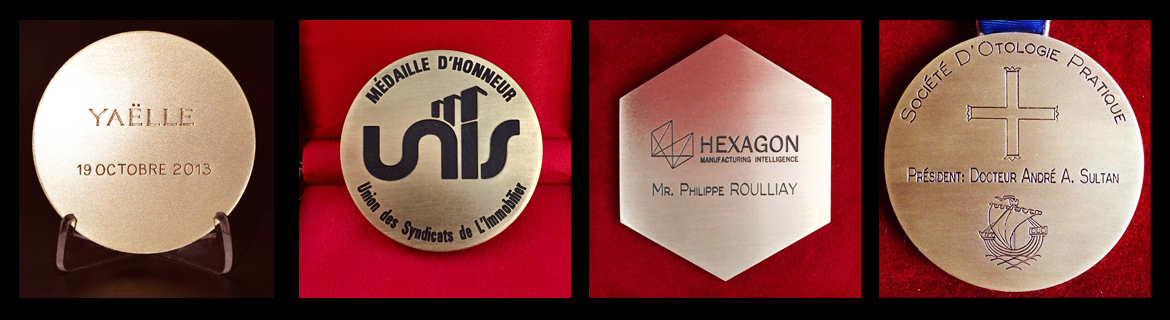 YAËLLE
19 OCTOBRE 2013
MÉDAILLE D'HONNEUR
unis
Union des Syndicats de L'Immobilier
HEXAGON
MANUFACTURING INTELLIGENCE
MR. PHILIPPE ROULLIAY
SOCIÉTÉ D'OTOLOGIE PRATIQUE
PRÉSIDENT: DOCTEUR ANDRÉ A. SULTAN